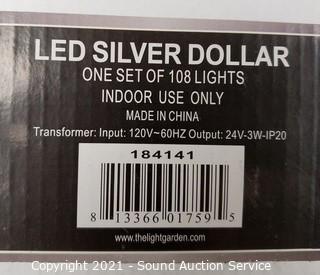 LED SILVER DOLLAR
ONE SET OF 108 LIGHTS
INDOOR USE ONLY
MADE IN CHINA
Transformer: Input: 120V~60HZ Output: 24V-3W-IP20
184141
8 13366 01759 5
www.thelightgarden.com
Copyright 2021 - Sound Auction Service